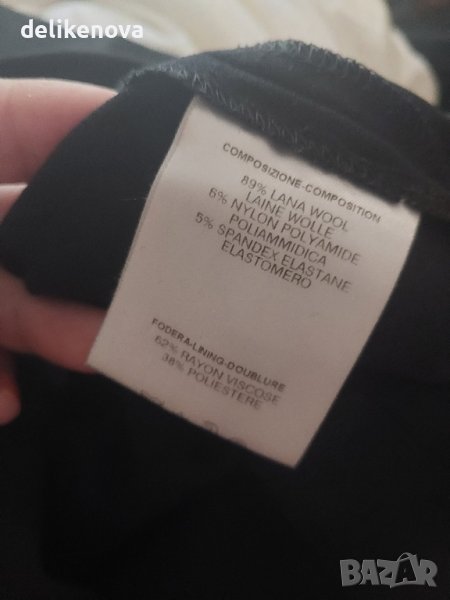 delikenova
COMPOSIZIONE-COMPOSITION
89% LANA WOOL
LAINE WOLLE
6% NYLON POLYAMIDE
POLIAMMIDICA
5% SPANDEX ELASTANE
ELASTOMERO
FODERA-LINING-DOUBLURE
62% RAYON VISCOSE
38% POLIESTERE
BAZAR